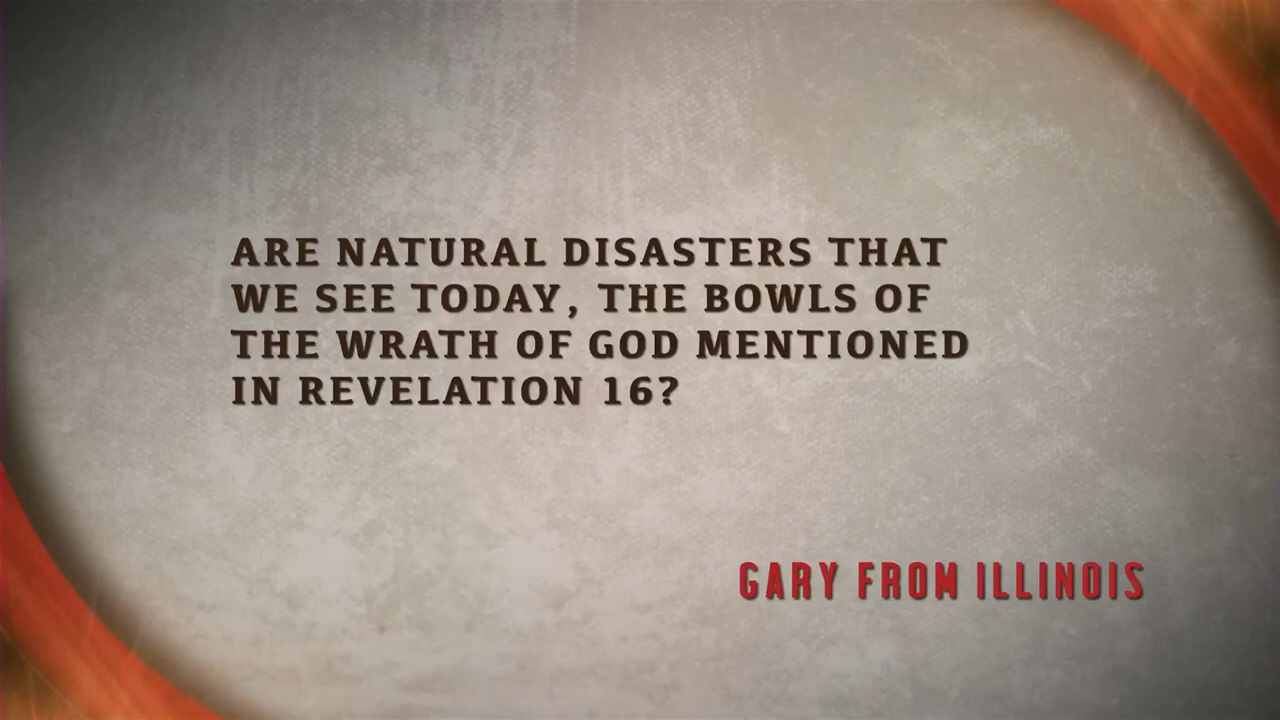 ARE NATURAL DISASTERS THAT
WE SEE TODAY, THE BOWLS OF
THE WRATH OF GOD MENTIONED
IN REVELATION 16?
GARY FROM ILLINOIS